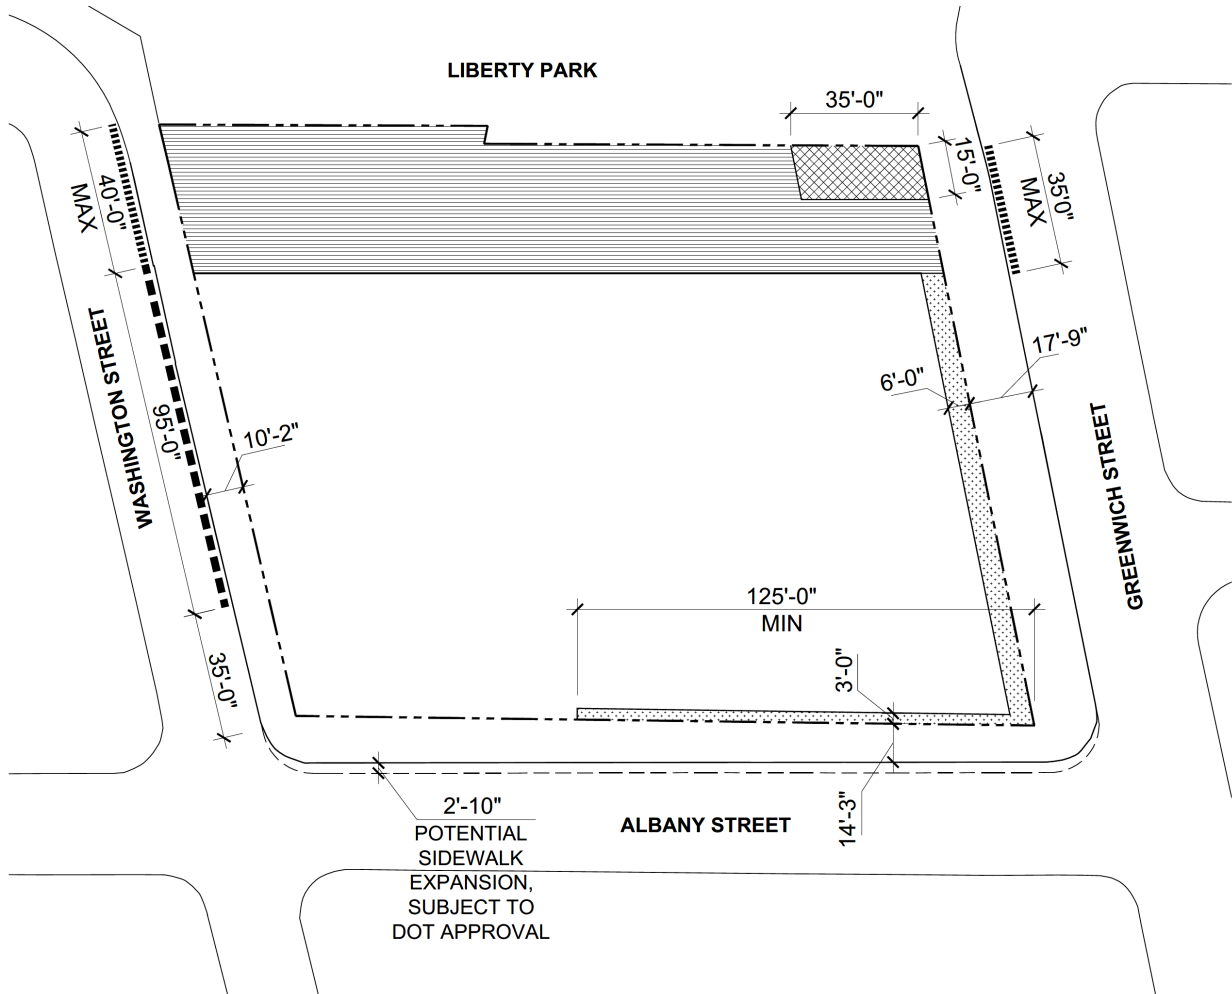 LIBERTY PARK
35'-0"
15'-0"
40'-0"
MAX
35'0"
MAX
WASHINGTON STREET
17'-9"
6'-0"
95'-0"
10'-2"
GREENWICH STREET
125'-0"
MIN
3'-0"
35'-0"
14'-3"
2'-10"
POTENTIAL
SIDEWALK
EXPANSION,
SUBJECT TO
DOT APPROVAL
ALBANY STREET